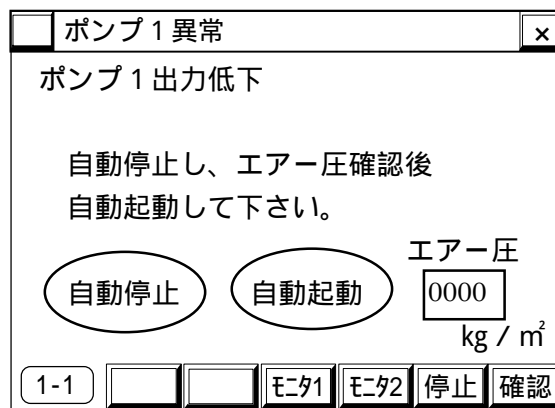 ポンプ1異常 ×
ポンプ1出力低下
自動停止し、エアー圧確認後
自動起動して下さい。
エアー圧
自動停止 自動起動 0000
kg / ㎡
1-1 ﾓﾆﾀ1 ﾓﾆﾀ2 停止 確認